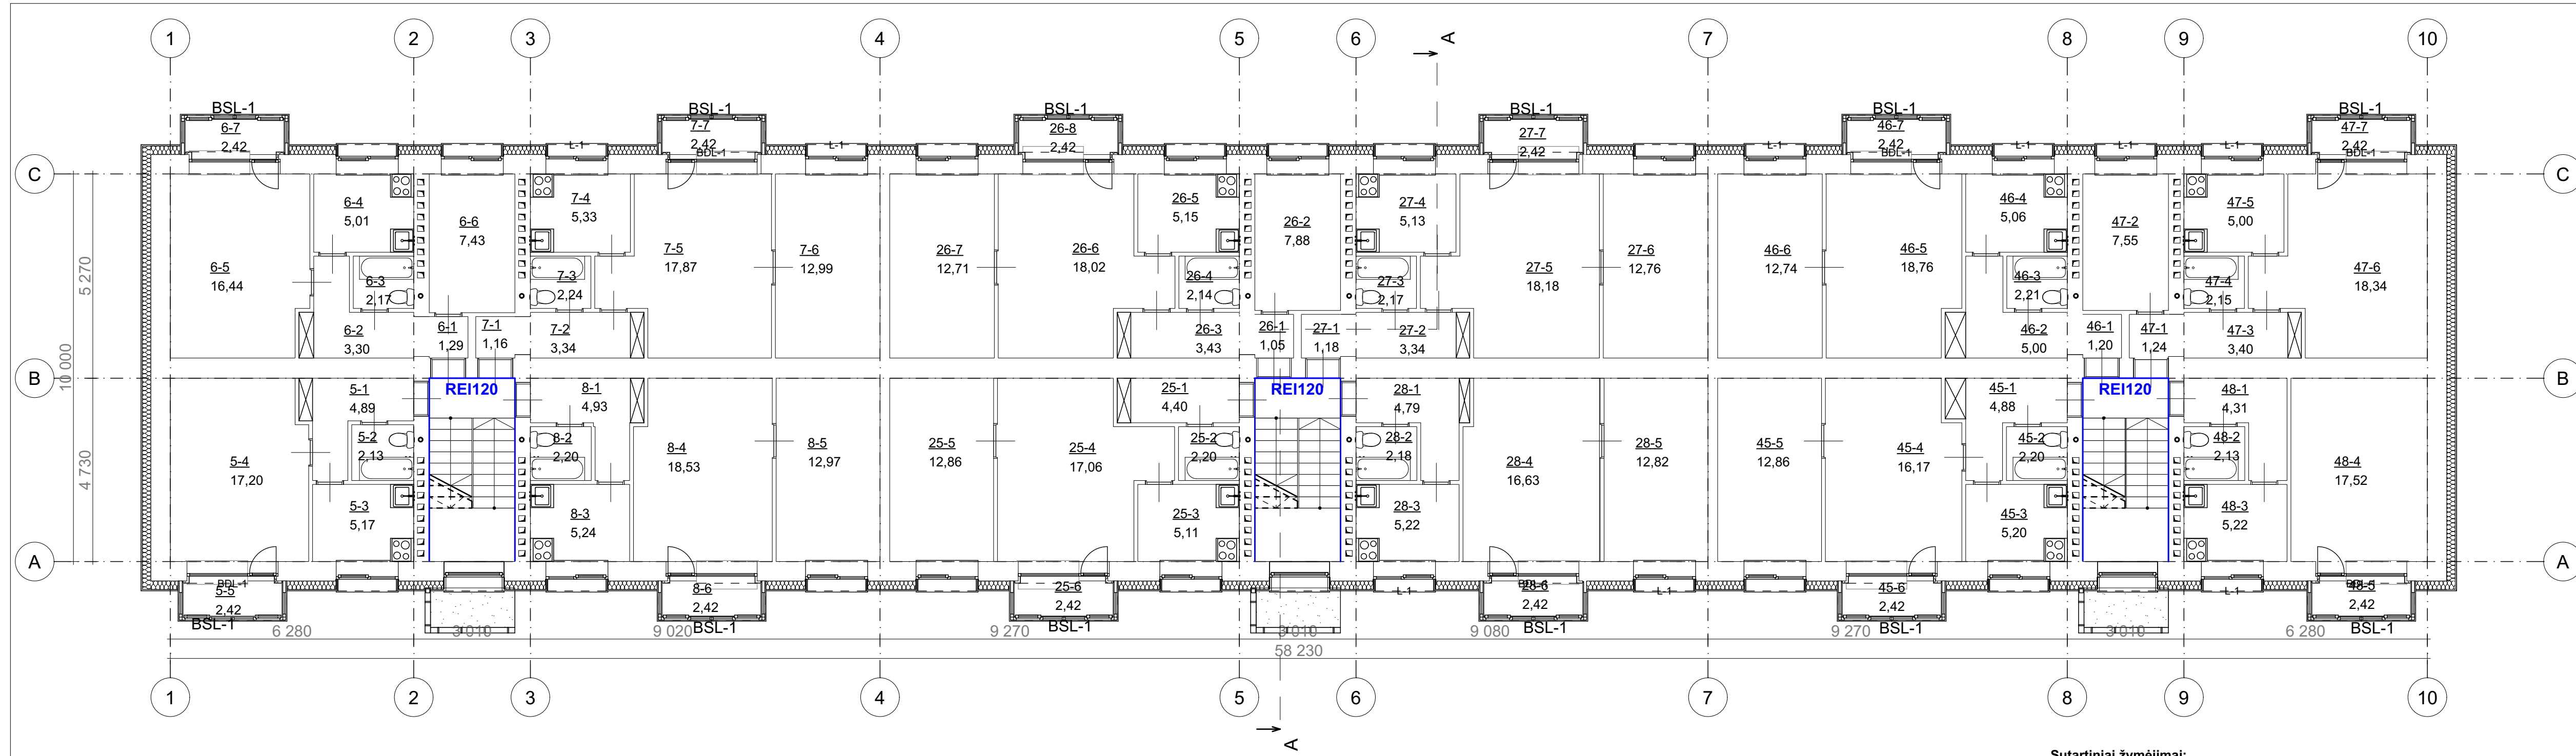 1 2 3 4 5 6 A 7 8 9 10
BSL-1 BSL-1 BSL-1 BSL-1 BSL-1 BSL-1
6-7 7-7 26-8 27-7 46-7 47-7
2,42 2,42 2,42 2,42 2,42 2,42
L-1 BDL-1 L-1 L-1 BDL-1 L-1 L-1 L-1 BDL-1
C C
6-4 6-6 7-4 26-5 26-2 27-4 46-4 47-2 47-5
5,01 7,43 5,33 5,15 7,88 5,13 5,06 7,55 5,00
6-5 7-5 7-6 26-7 26-6 27-5 27-6 46-6 46-5 47-6
16,44 17,87 12,99 12,71 18,02 18,18 12,76 12,74 18,76 18,34
6-3 7-3 26-4 27-3 46-3 47-4
2,17 2,24 2,14 2,17 2,21 2,15
6-2 6-1 7-1 7-2 26-3 26-1 27-1 27-2 46-2 46-1 47-1 47-3
3,30 1,29 1,16 3,34 3,43 1,05 1,18 3,34 5,00 1,20 1,24 3,40
5 270
10 000
4 730
B B
REI120 REI120 REI120
5-1 8-1 25-1 28-1 45-1 48-1
4,89 4,93 4,40 4,79 4,88 4,31
5-2 8-2 25-2 28-2 45-2 48-2
2,13 2,20 2,20 2,18 2,20 2,13
5-4 8-4 8-5 25-5 25-4 28-4 28-5 45-5 45-4 48-4
17,20 18,53 12,97 12,86 17,06 16,63 12,82 12,86 16,17 17,52
5-3 8-3 25-3 28-3 45-3 48-3
5,17 5,24 5,11 5,22 5,20 5,22
A A
BDL-1 L-1 L-1 L-1
5-5 8-6 25-6 28-6 45-6 48-5
2,42 2,42 2,42 2,42 2,42 2,42
BSL-1 BSL-1 BSL-1 BSL-1 BSL-1 BSL-1
6 280 3 010 9 020 9 270 3 010 9 080 9 270 3 010 6 280
58 230
1 2 3 4 5 6 7 8 9 10
A
Sutartiniai žymėjimai: